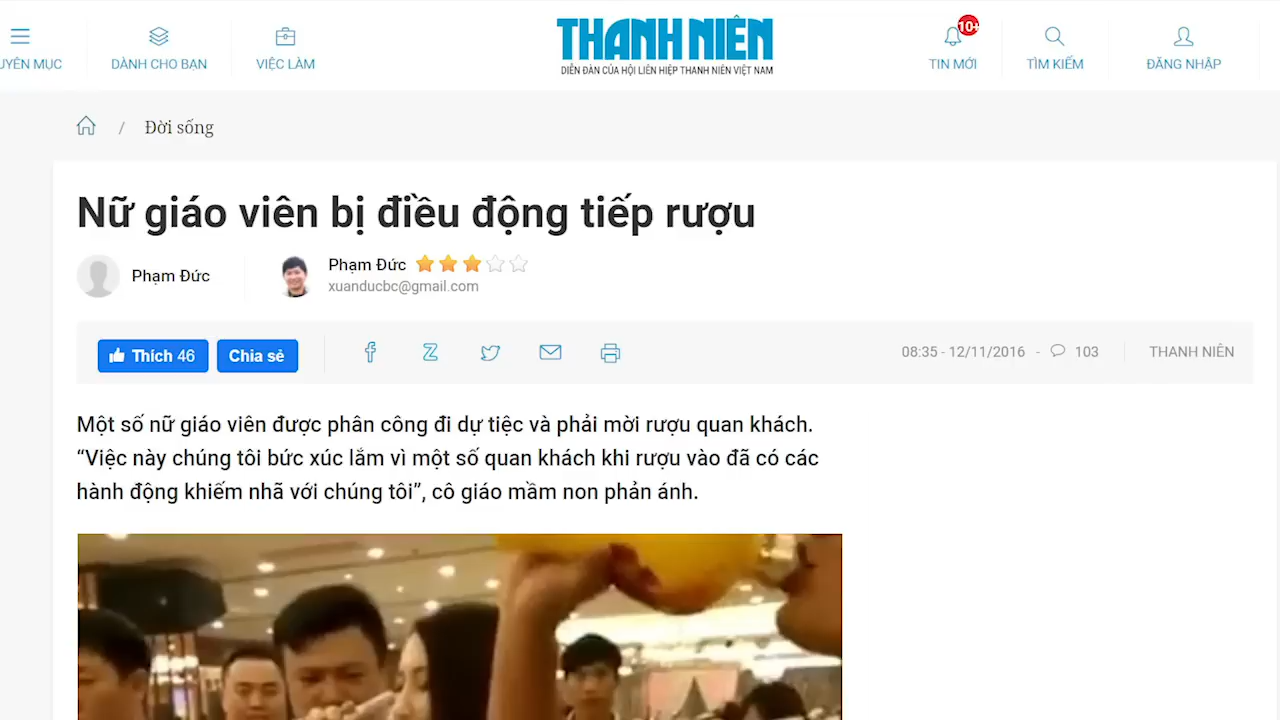 UYÊN MỤC
DÀNH CHO BẠN
VIỆC LÀM
THANH NIÊN
DIỄN ĐÀN CỦA HỘI LIÊN HIỆP THANH NIÊN VIỆT NAM
10+
TIN MỚI
TÌM KIẾM
ĐĂNG NHẬP
/ Đời sống
Nữ giáo viên bị điều động tiếp rượu
Phạm Đức
Phạm Đức
xuanducbc@gmail.com
Thích 46
Chia sẻ
08:35 - 12/11/2016 - 103
THANH NIÊN
Một số nữ giáo viên được phân công đi dự tiệc và phải mời rượu quan khách.
“Việc này chúng tôi bức xúc lắm vì một số quan khách khi rượu vào đã có các
hành động khiếm nhã với chúng tôi”, cô giáo mầm non phản ánh.